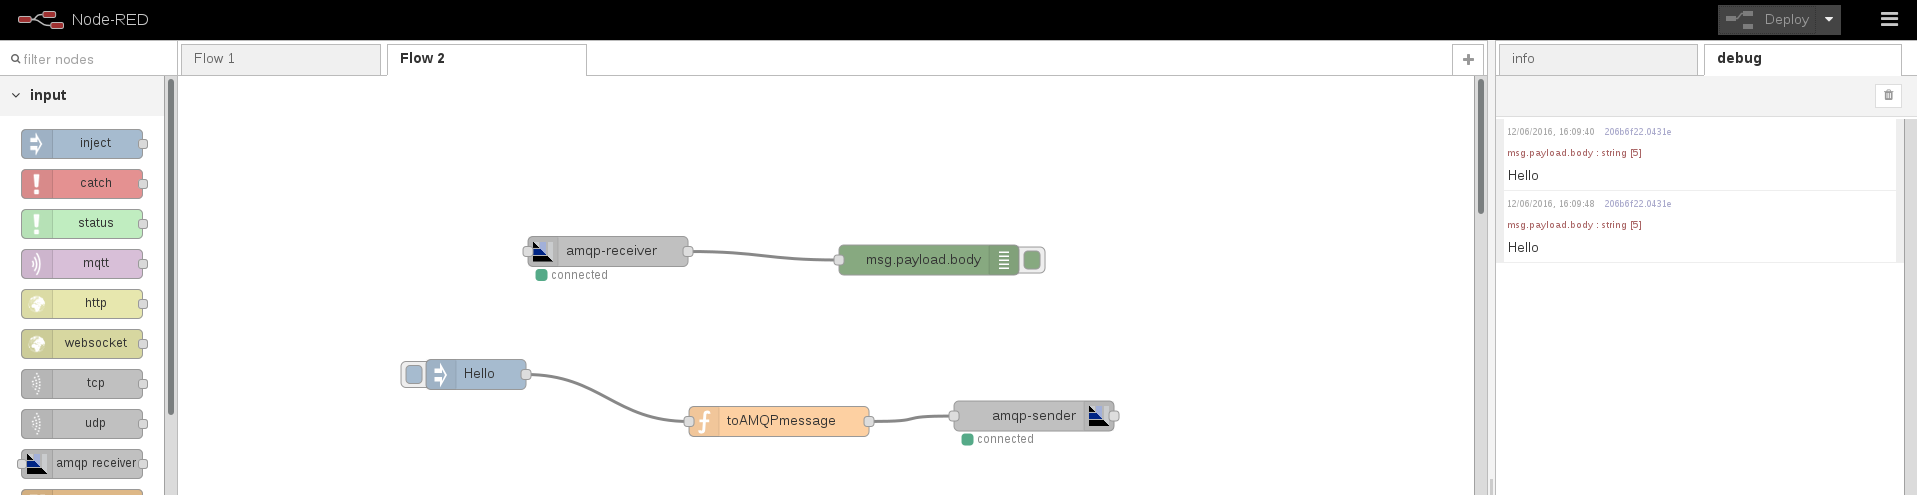 Node-RED
Deploy
filter nodes
Flow 1
Flow 2
info
debug
input
inject
catch
status
mqtt
http
websocket
tcp
udp
amqp receiver
amqp-receiver
connected
msg.payload.body
Hello
toAMQPmessage
amqp-sender
connected
12/06/2016, 16:09:40 206b6f22.0431e
msg.payload.body : string [5]
Hello
12/06/2016, 16:09:48 206b6f22.0431e
msg.payload.body : string [5]
Hello